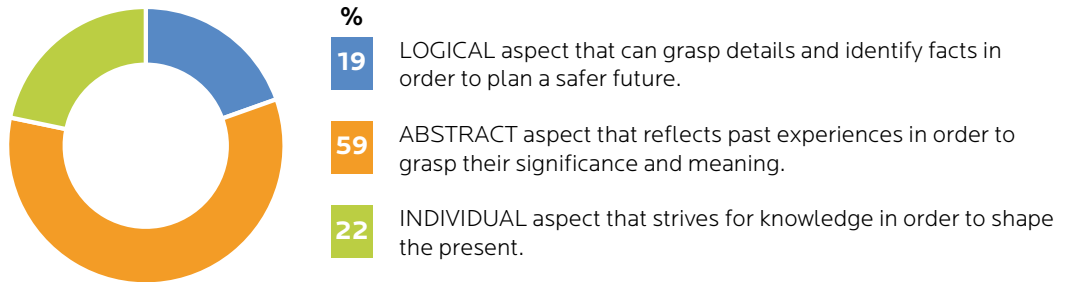 %
19 LOGICAL aspect that can grasp details and identify facts in
order to plan a safer future.
59 ABSTRACT aspect that reflects past experiences in order to
grasp their significance and meaning.
22 INDIVIDUAL aspect that strives for knowledge in order to shape
the present.